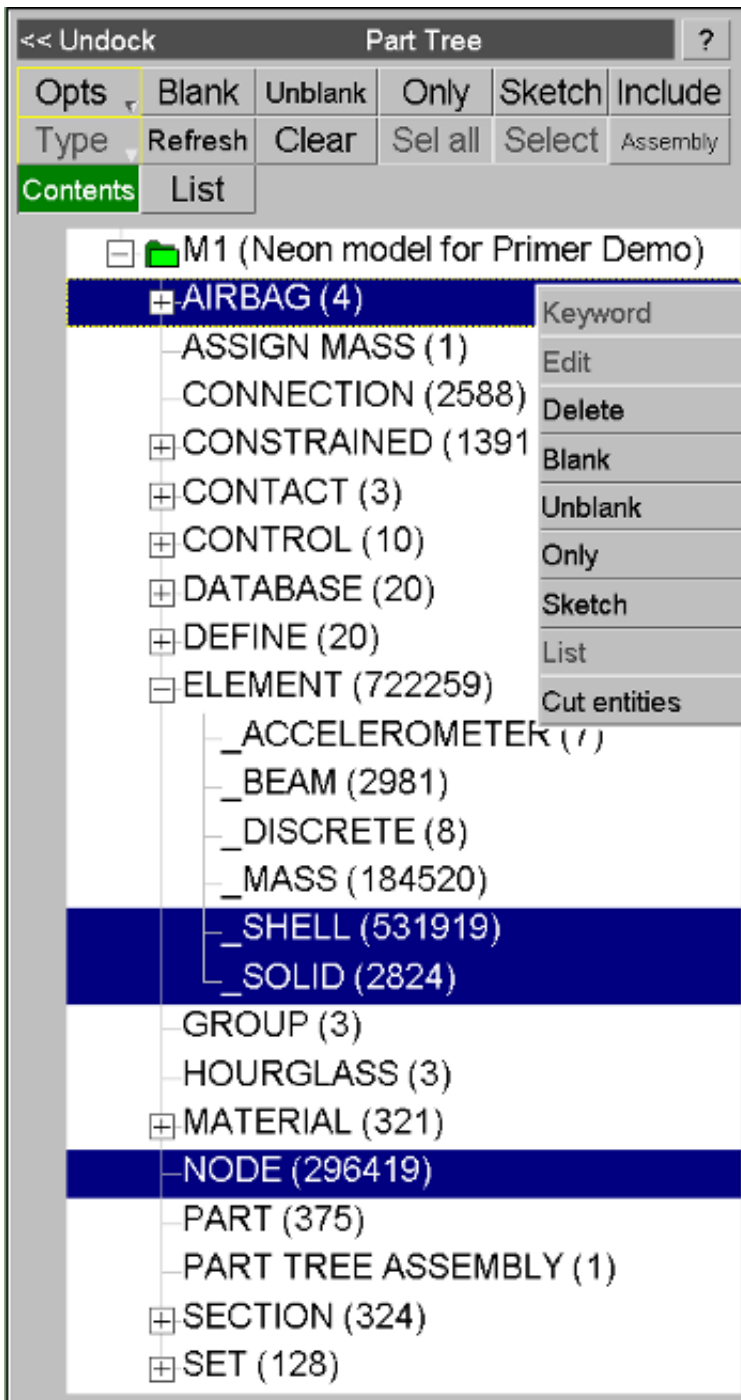 << Undock Part Tree ?
Opts Blank Unblank Only Sketch Include
Type Refresh Clear Sel all Select Assembly
Contents List
M1 (Neon model for Primer Demo)
AIRBAG (4)
Keyword
ASSIGN MASS (1)
Edit
CONNECTION (2588)
Delete
CONSTRAINED (1391
Blank
CONTACT (3)
Unblank
CONTROL (10)
Only
DATABASE (20)
Sketch
DEFINE (20)
List
ELEMENT (722259)
Cut entities
_ACCELEROMETER (7)
_BEAM (2981)
_DISCRETE (8)
_MASS (184520)
_SHELL (531919)
_SOLID (2824)
GROUP (3)
HOURGLASS (3)
MATERIAL (321)
NODE (296419)
PART (375)
PART TREE ASSEMBLY (1)
SECTION (324)
SET (128)